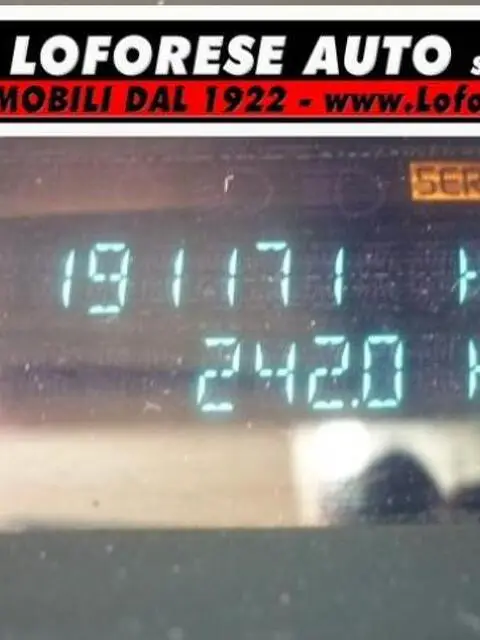 LOFORESE AUTO s
MOBILI DAL 1922 - www.Lofo
SER
191171 K
242.0 K